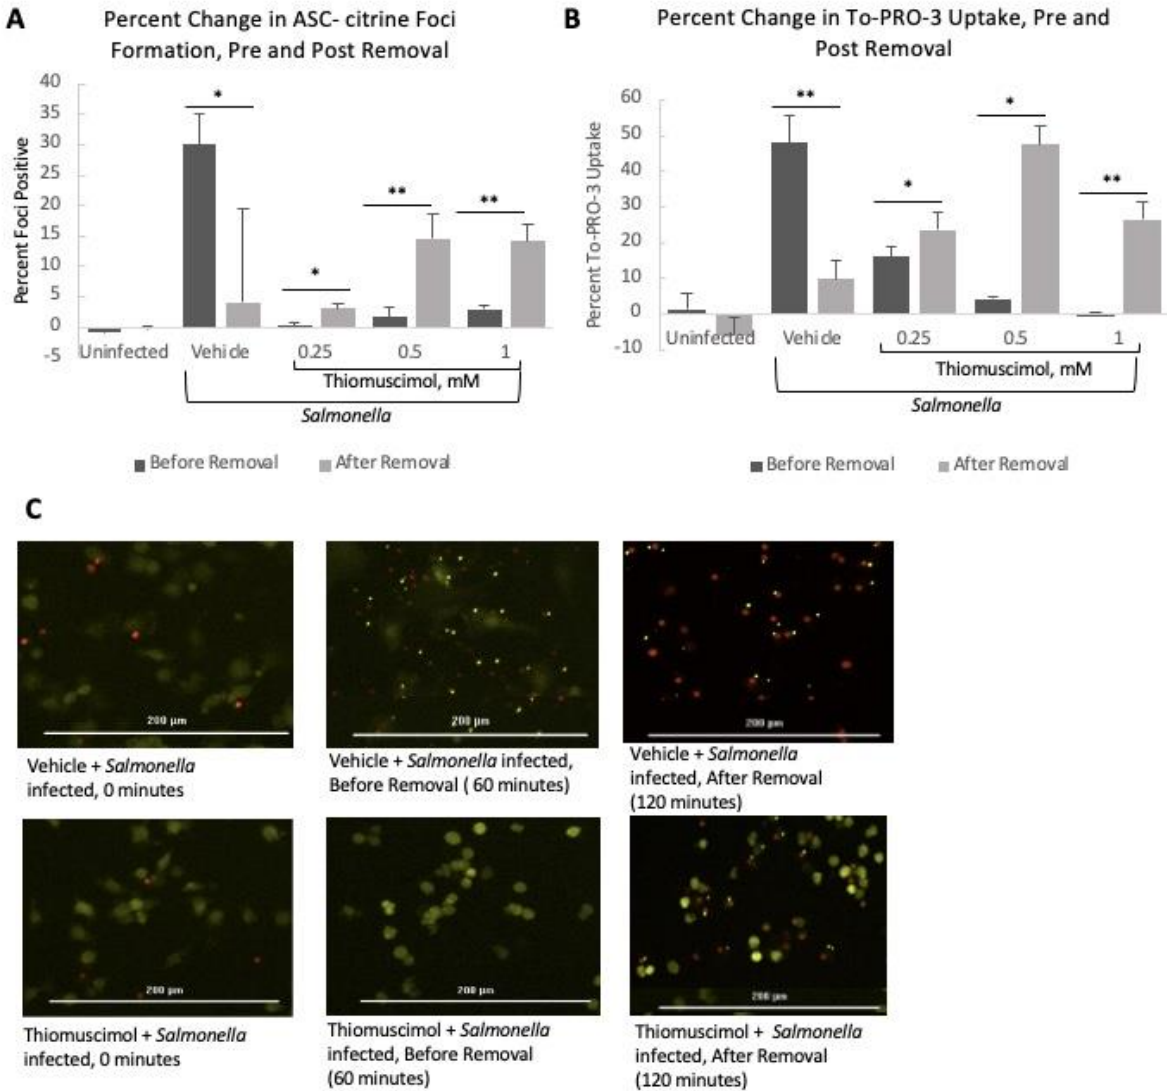 A
Percent Change in ASC- citrine Foci
Formation, Pre and Post Removal
Percent Foci Positive
40
35
30
25
20
15
10
5
0
-5
*
*
**
**
Uninfected
Vehicle
0.25
0.5
1
Thiomuscimol, mM
Salmonella
Before Removal
After Removal
B
Percent Change in To-PRO-3 Uptake, Pre and
Post Removal
Percent To-PRO-3 Uptake
60
50
40
30
20
10
0
-10
**
*
*
**
Uninfected
Vehicle
0.25
0.5
1
Thiomuscimol, mM
Salmonella
Before Removal
After Removal
C
200 µm
200 µm
200 µm
Vehicle + Salmonella
infected, 0 minutes
Vehicle + Salmonella infected,
Before Removal ( 60 minutes)
Vehicle + Salmonella
infected, After Removal
(120 minutes)
200 µm
200 µm
200 µm
Thiomuscimol + Salmonella
infected, 0 minutes
Thiomuscimol + Salmonella
infected, Before Removal
(60 minutes)
Thiomuscimol + Salmonella
infected, After Removal
(120 minutes)